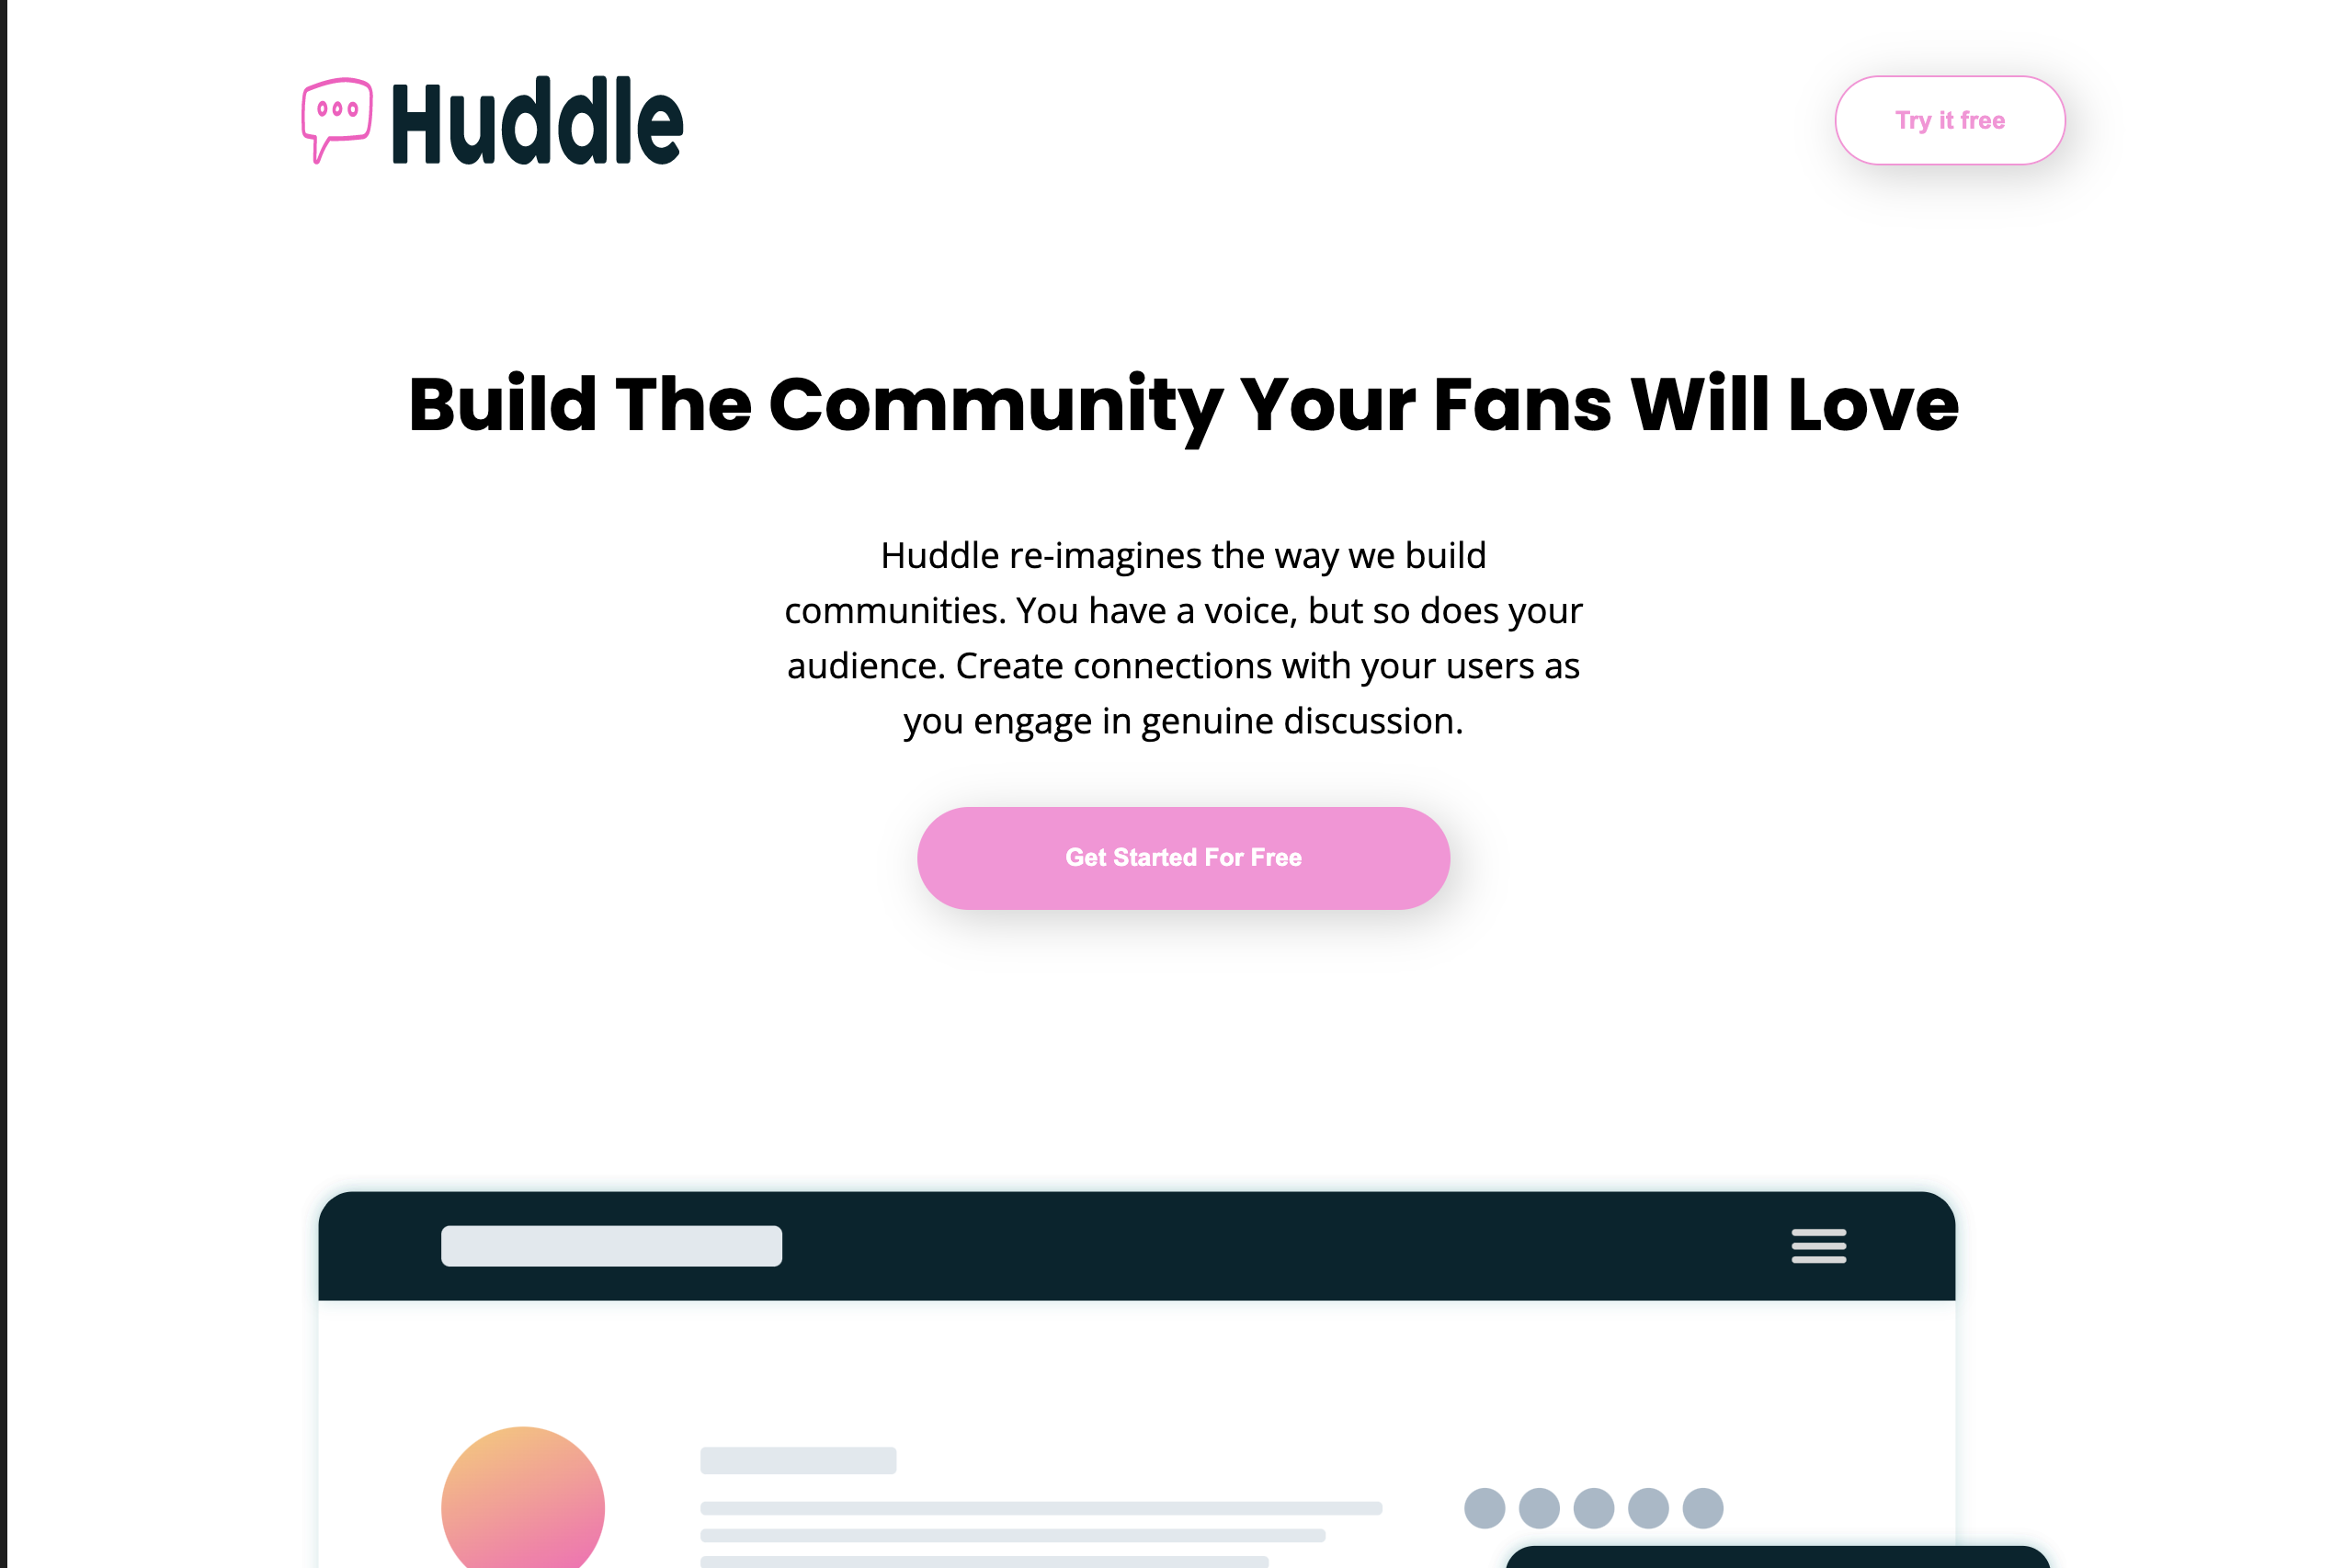 Huddle
Try it free
Build The Community Your Fans Will Love
Huddle re-imagines the way we build
communities. You have a voice, but so does your
audience. Create connections with your users as
you engage in genuine discussion.
Get Started For Free